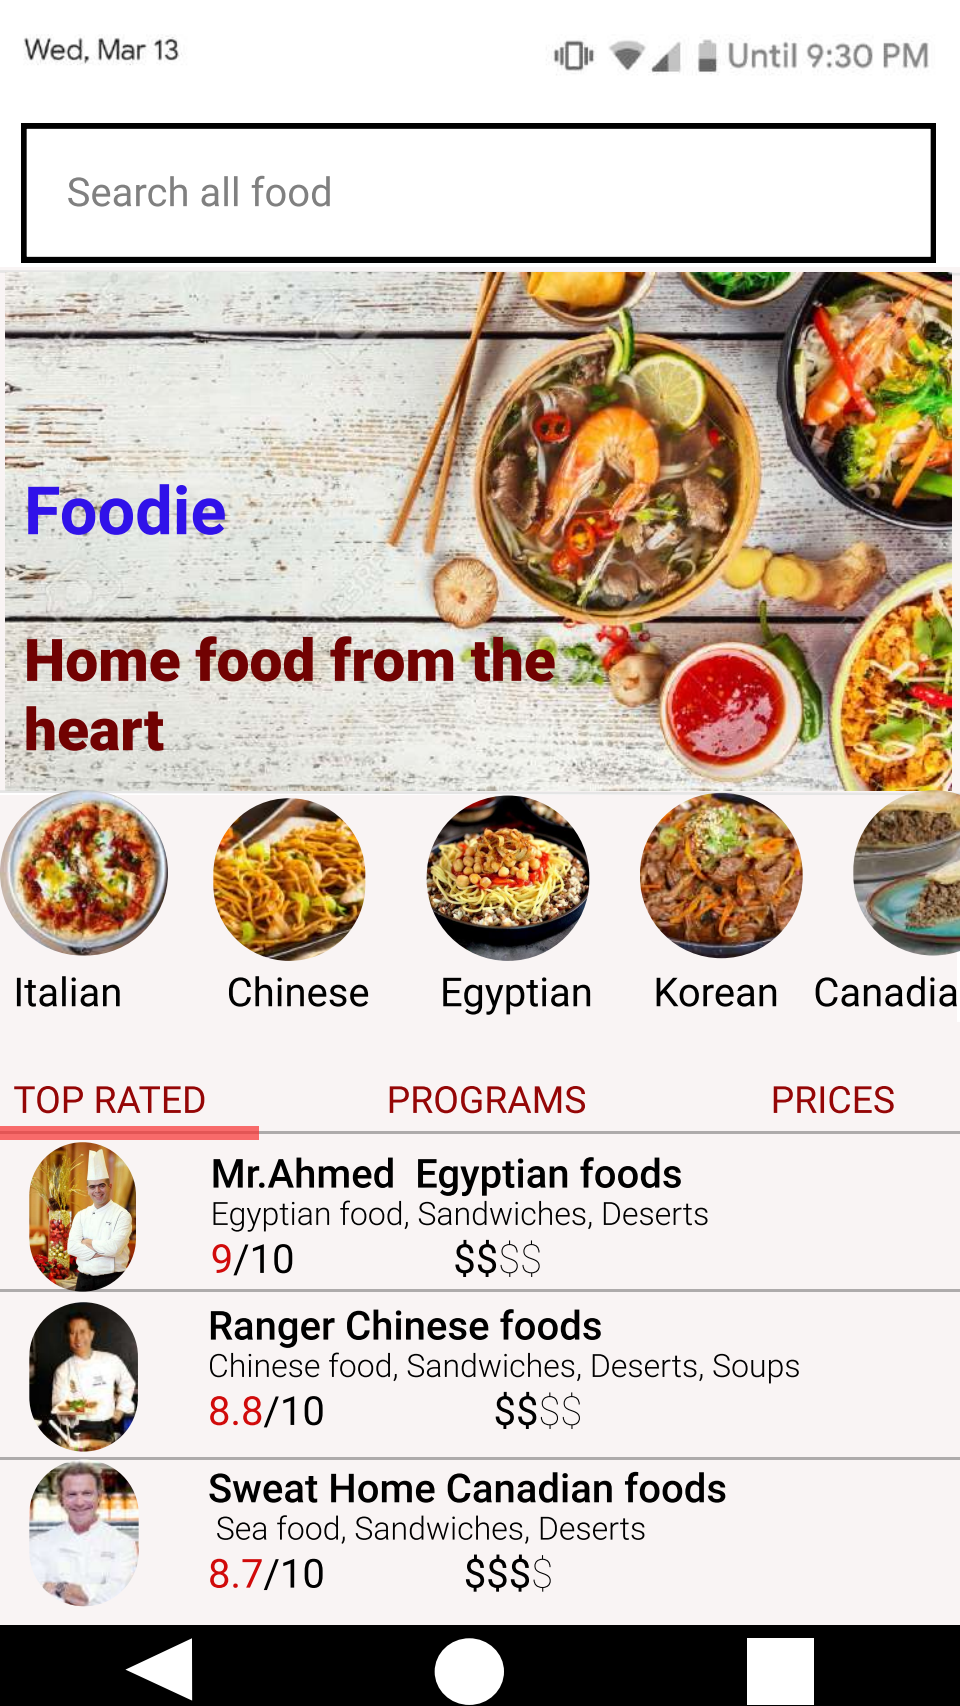 Wed, Mar 13
Until 9:30 PM
Search all food
Foodie
Home food from the
heart
Italian
Chinese
Egyptian
Korean
Canadia
TOP RATED
PROGRAMS
PRICES
Mr.Ahmed Egyptian foods
Egyptian food, Sandwiches, Deserts
9/10
$$$$
Ranger Chinese foods
Chinese food, Sandwiches, Deserts, Soups
8.8/10
$$$$
Sweat Home Canadian foods
Sea food, Sandwiches, Deserts
8.7/10
$$$$